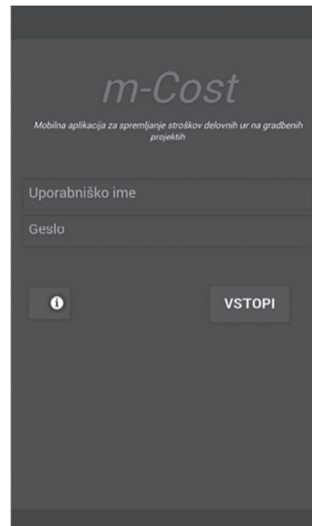 m-Cost
Mobilna aplikacija za spremljanje stroškov delovnih ur na gradbenih
projektih
Uporabniško ime
Geslo
VSTOPI